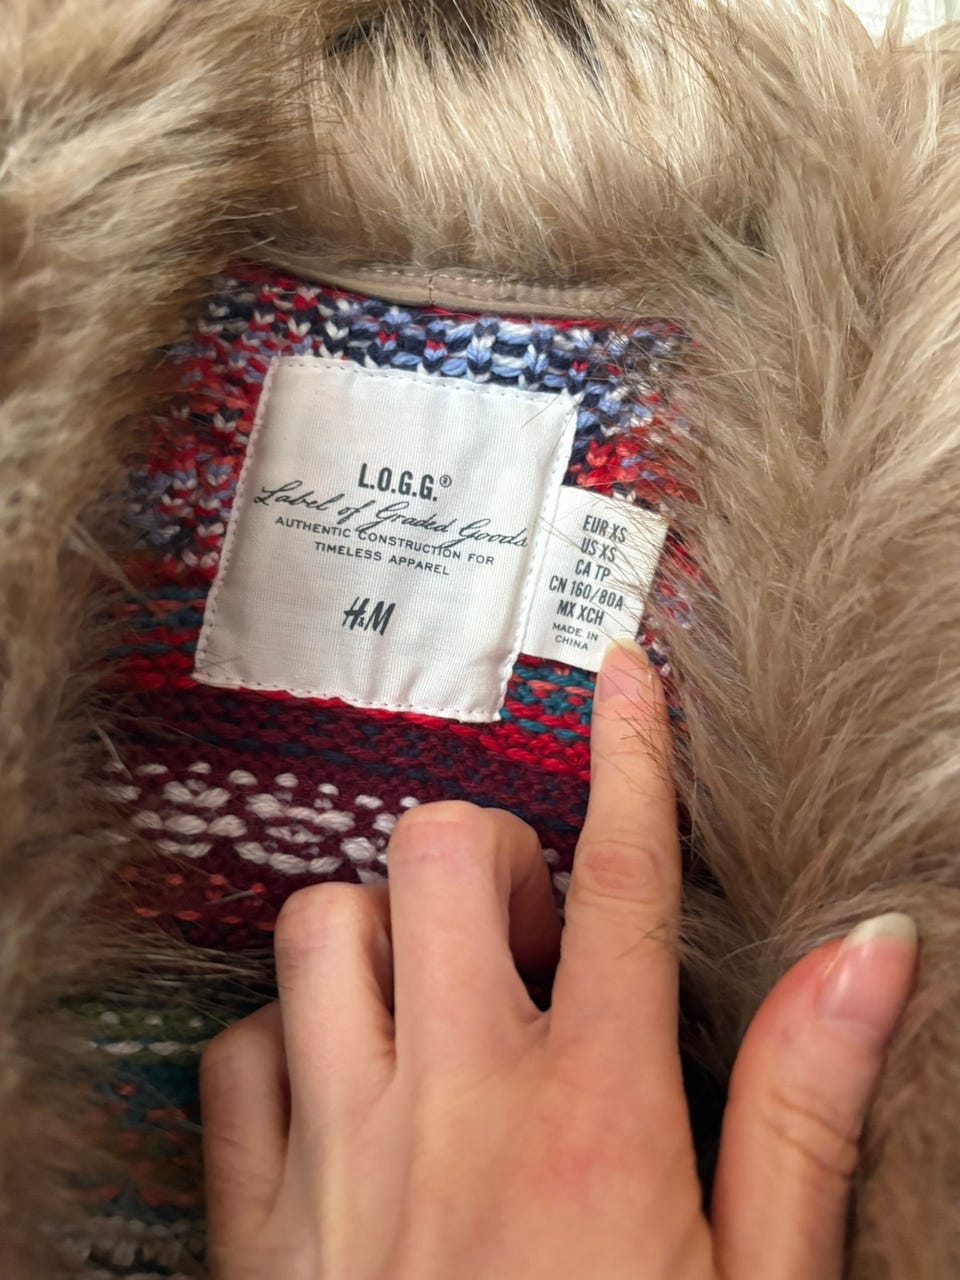 L.O.G.G.®
Label of Graded Goods
AUTHENTIC CONSTRUCTION FOR
TIMELESS APPAREL
H&M
EUR XS
US XS
CA TP
CN 160/80A
MX XCH
MADE IN
CHINA